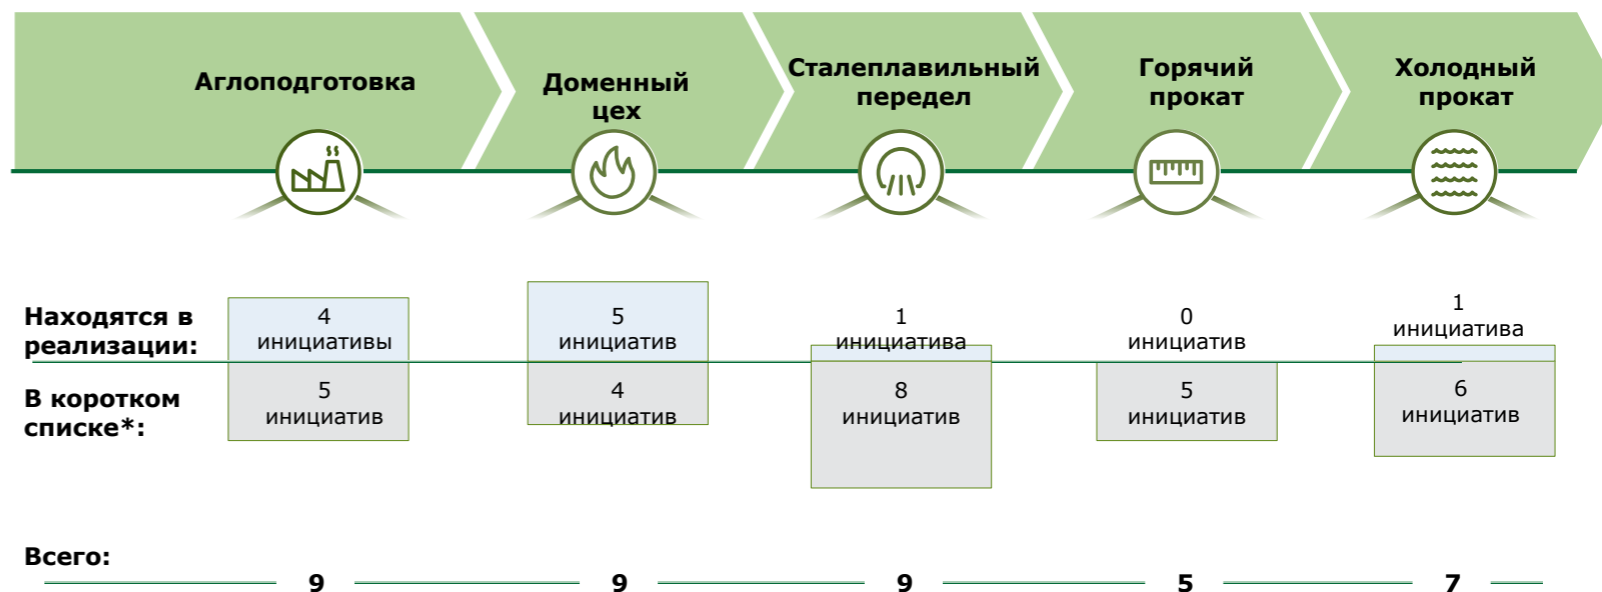 Аглоподготовка
Доменный
цех
Сталеплавильный
передел
Горячий
прокат
Холодный
прокат
Находятся в
реализации:
4
инициативы
5
инициатив
1
инициатива
0
инициатив
1
инициатива
В коротком
списке*:
5
инициатив
4
инициатив
8
инициатив
5
инициатив
6
инициатив
Всего:
9
9
9
5
7